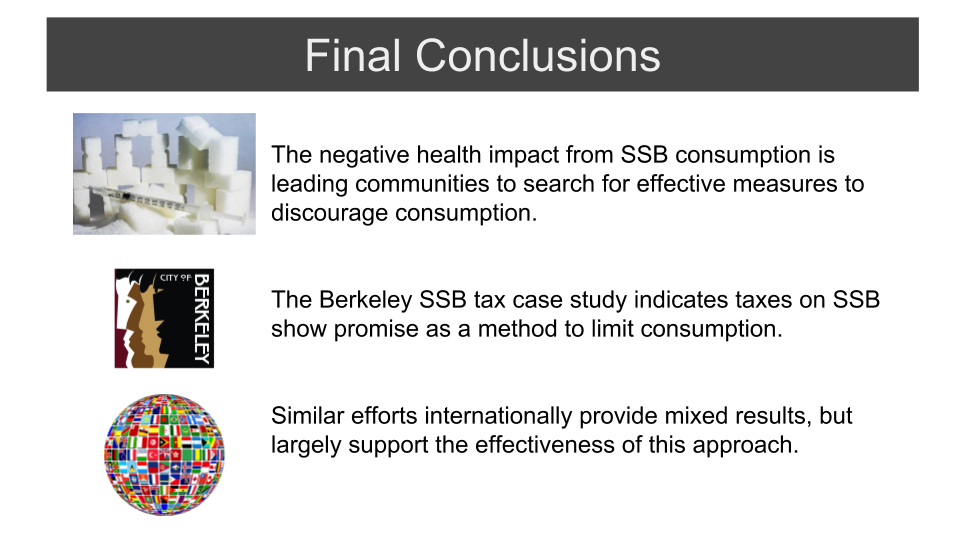 Final Conclusions
The negative health impact from SSB consumption is
leading communities to search for effective measures to
discourage consumption.
CITY OF
BERKELEY
The Berkeley SSB tax case study indicates taxes on SSB
show promise as a method to limit consumption.
Similar efforts internationally provide mixed results, but
largely support the effectiveness of this approach.